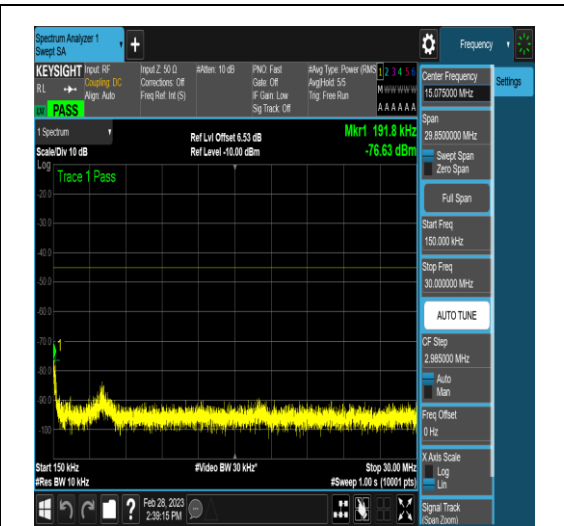 Spectrum Analyzer 1
Swept SA
Frequency
KEYSIGHT
RL
PASS
Input: RF
Coupling: DC
Align: Auto
Input Z: 50 Ω
Corrections: Off
Freq Ref: Int (S)
#Atten: 10 dB
PNO: Fast
Gate: Off
IF Gain: Low
Sig Track: Off
#Avg Type: Power (RMS
Avg|Hold: 5/5
Trig: Free Run
1 2 3 4 5 6
M W W W W W
A A A A A A
1 Spectrum
Scale/Div 10 dB
Ref Lvl Offset 6.53 dB
Ref Level -10.00 dBm
Mkr1 191.8 kHz
-76.63 dBm
Log
Trace 1 Pass
-20.0
-30.0
-40.0
-50.0
-60.0
-70.0
-80.0
-90.0
-100
1
Start 150 kHz
#Res BW 10 kHz
#Video BW 30 kHz*
Stop 30.00 MHz
#Sweep 1.00 s (10001 pts)
Feb 28, 2023
2:39:15 PM
Center Frequency
15.075000 MHz
Settings
Span
29.8500000 MHz
Swept Span
Zero Span
Full Span
Start Freq
150.000 kHz
Stop Freq
30.000000 MHz
AUTO TUNE
CF Step
2.985000 MHz
Auto
Man
Freq Offset
0 Hz
X Axis Scale
Log
Lin
Signal Track
(Span Zoom)